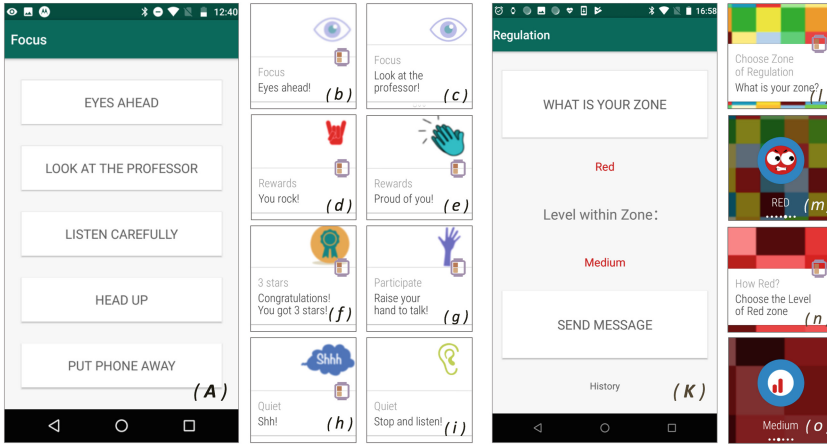 12:40
Focus
EYES AHEAD
LOOK AT THE PROFESSOR
LISTEN CAREFULLY
HEAD UP
PUT PHONE AWAY
(A)
Focus
Eyes ahead!
(b)
Focus
Look at the
professor!
(c)
Rewards
You rock!
(d)
Rewards
Proud of you!
(e)
3 stars
Congratulations!
You got 3 stars!
(f)
Participate
Raise your
hand to talk!
(g)
Shhh
Quiet
Shh!
(h)
Quiet
Stop and listen!
(i)
16:58
Regulation
WHAT IS YOUR ZONE
Red
Level within Zone:
Medium
SEND MESSAGE
History
(K)
Choose Zone
of Regulation
What is your zone?
(l
RED
(m
How Red?
Choose the Level
of Red zone
(n
Medium
(o